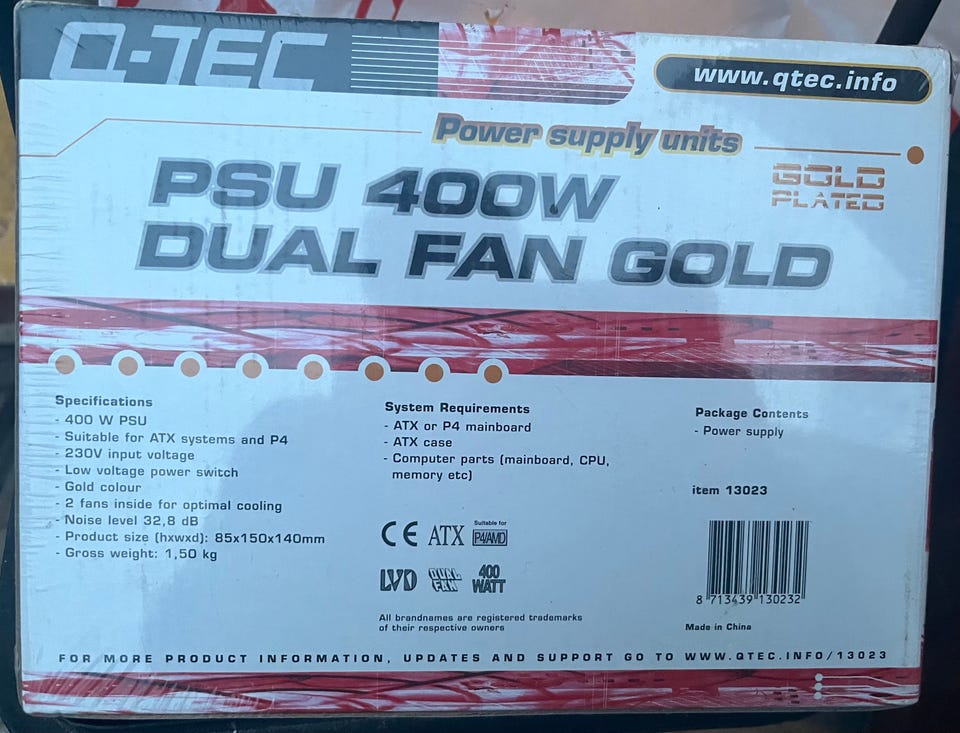 Q-TEC
www.qtec.info
Power supply units
GOLD
PLATED
PSU 400W
DUAL FAN GOLD
Specifications
- 400 W PSU
- Suitable for ATX systems and P4
- 230V input voltage
- Low voltage power switch
- Gold colour
- 2 fans inside for optimal cooling
- Noise level 32,8 dB
- Product size (hxwxd): 85x150x140mm
- Gross weight: 1,50 kg
System Requirements
- ATX or P4 mainboard
- ATX case
- Computer parts (mainboard, CPU,
memory etc)
CE ATX Suitable for
P4/AMD
LVD DUAL FAN 400 WATT
All brandnames are registered trademarks
of their respective owners
Package Contents
- Power supply
item 13023
8 713439 130232
Made in China
FOR MORE PRODUCT INFORMATION, UPDATES AND SUPPORT GO TO WWW.QTEC.INFO/13023